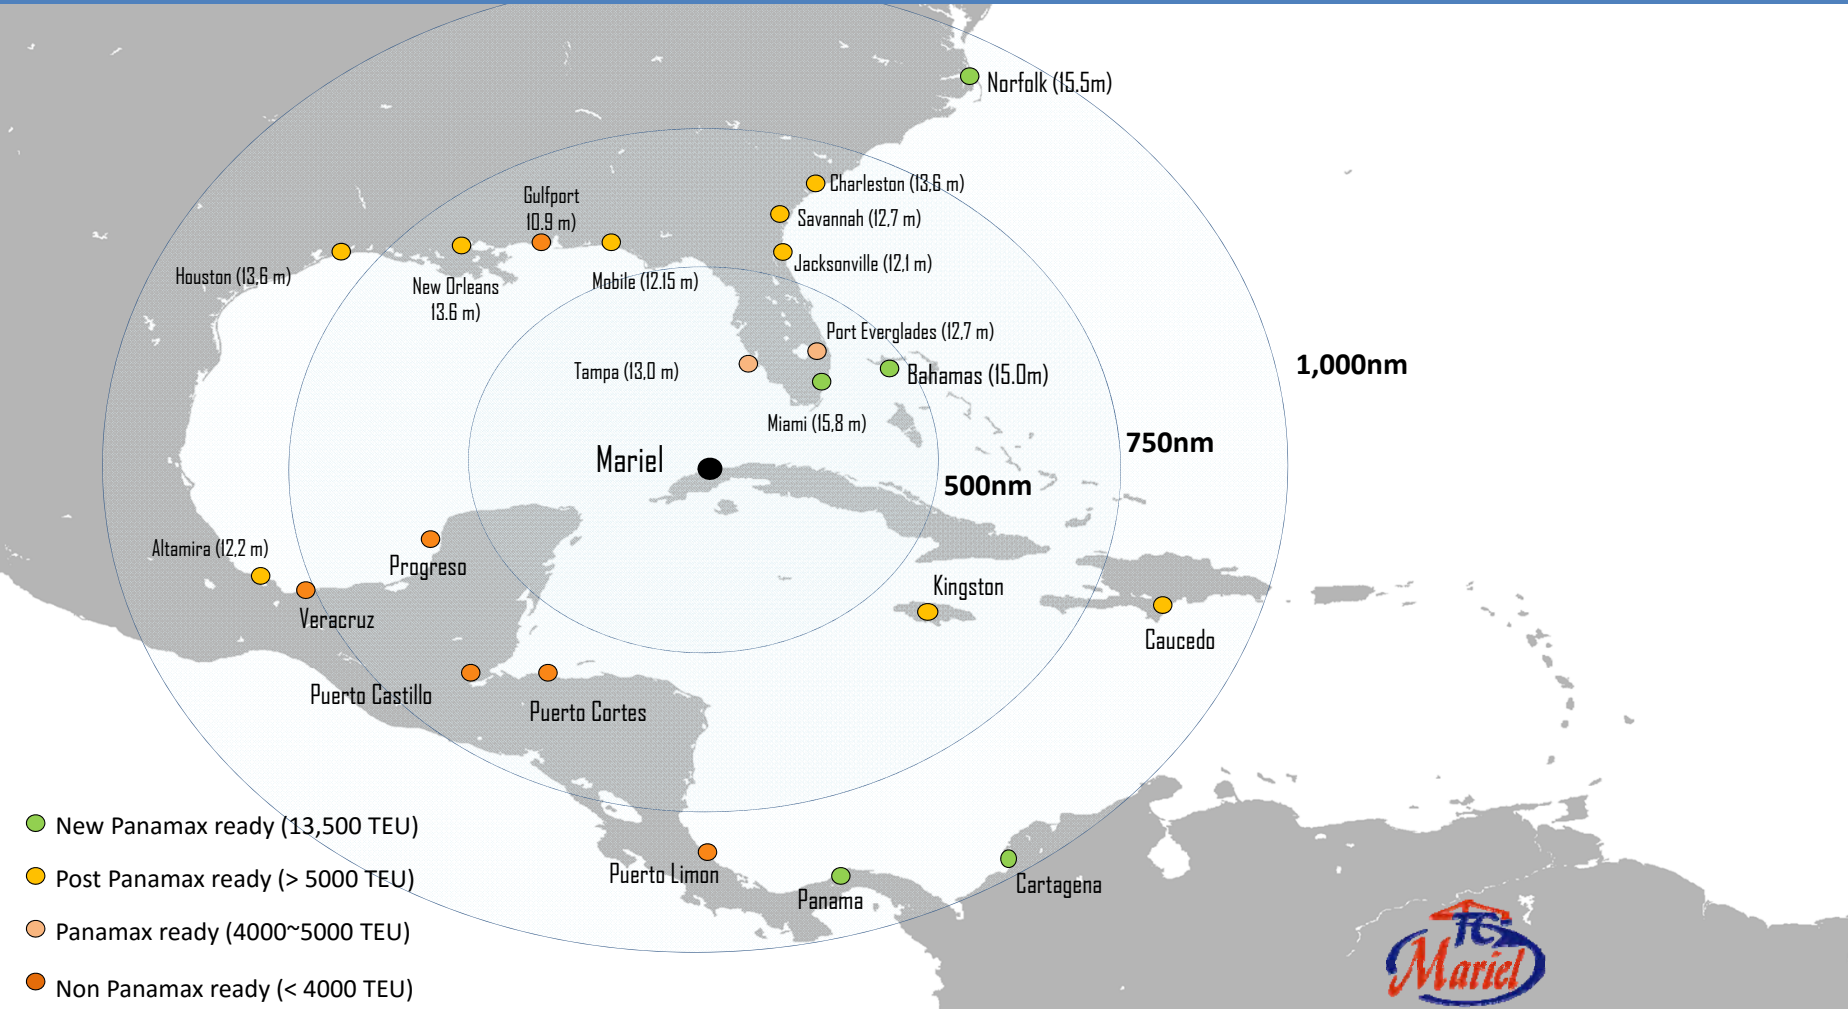 Norfolk (15.5m)
Charleston (13,6 m)
Gulfport
10.9 m)
Savannah (12,7 m)
Jacksonville (12,1 m)
Houston (13,6 m)
New Orleans
13.6 m)
Mobile (12.15 m)
Port Everglades (12,7 m)
1,000nm
Tampa (13,0 m)
Bahamas (15.0m)
Miami (15,8 m)
750nm
Mariel
500nm
Altamira (12,2 m)
Progreso
Kingston
Veracruz
Caucedo
Puerto Castillo
Puerto Cortes
New Panamax ready (13,500 TEU)
Post Panamax ready (> 5000 TEU)
Panamax ready (4000~5000 TEU)
Non Panamax ready (< 4000 TEU)
Puerto Limon
Panama
Cartagena
TC
Mariel